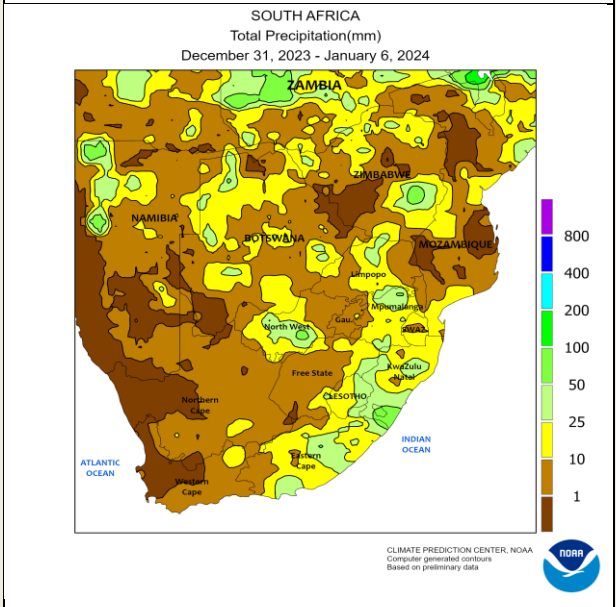 SOUTH AFRICA
Total Precipitation(mm)
December 31, 2023 - January 6, 2024
ZAMBIA
ZIMBABWE
NAMIBIA
BOTSWANA
MOZAMBIQUE
Limpopo
Mpumalanga
Gau.
SWAZ.
North West
Free State
KwaZulu
Natal
LESOTHO
Northern
Cape
Eastern
Cape
Western
Cape
ATLANTIC
OCEAN
INDIAN
OCEAN
800
400
200
100
50
25
10
1
CLIMATE PREDICTION CENTER, NOAA
Computer generated contours
Based on preliminary data
NOAA